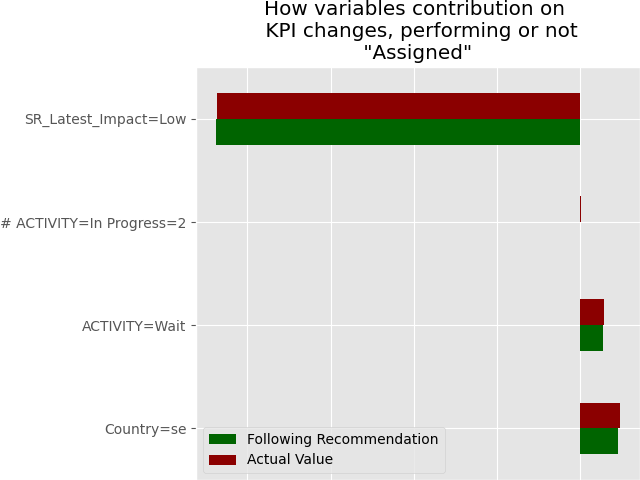 How variables contribution on
KPI changes, performing or not
"Assigned"
SR_Latest_Impact=Low
# ACTIVITY=In Progress=2
ACTIVITY=Wait
Country=se
Following Recommendation
Actual Value